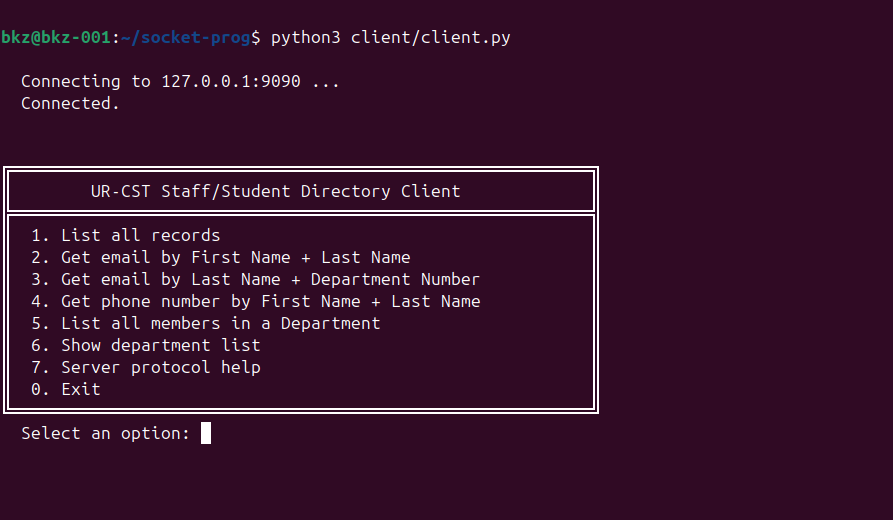 bkz@bkz-001:~/socket-prog$ python3 client/client.py
Connecting to 127.0.0.1:9090 ...
Connected.
UR-CST Staff/Student Directory Client
1. List all records
2. Get email by First Name + Last Name
3. Get email by Last Name + Department Number
4. Get phone number by First Name + Last Name
5. List all members in a Department
6. Show department list
7. Server protocol help
0. Exit
Select an option: